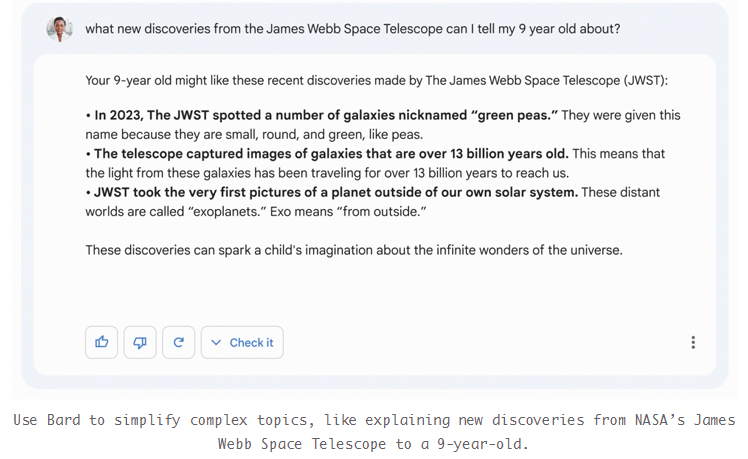 what new discoveries from the James Webb Space Telescope can I tell my 9 year old about?
Your 9-year old might like these recent discoveries made by The James Webb Space Telescope (JWST):
• In 2023, The JWST spotted a number of galaxies nicknamed “green peas.” They were given this
name because they are small, round, and green, like peas.
• The telescope captured images of galaxies that are over 13 billion years old. This means that
the light from these galaxies has been traveling for over 13 billion years to reach us.
• JWST took the very first pictures of a planet outside of our own solar system. These distant
worlds are called “exoplanets.” Exo means “from outside.”
These discoveries can spark a child's imagination about the infinite wonders of the universe.
Check it
Use Bard to simplify complex topics, like explaining new discoveries from NASA’s James
Webb Space Telescope to a 9-year-old.